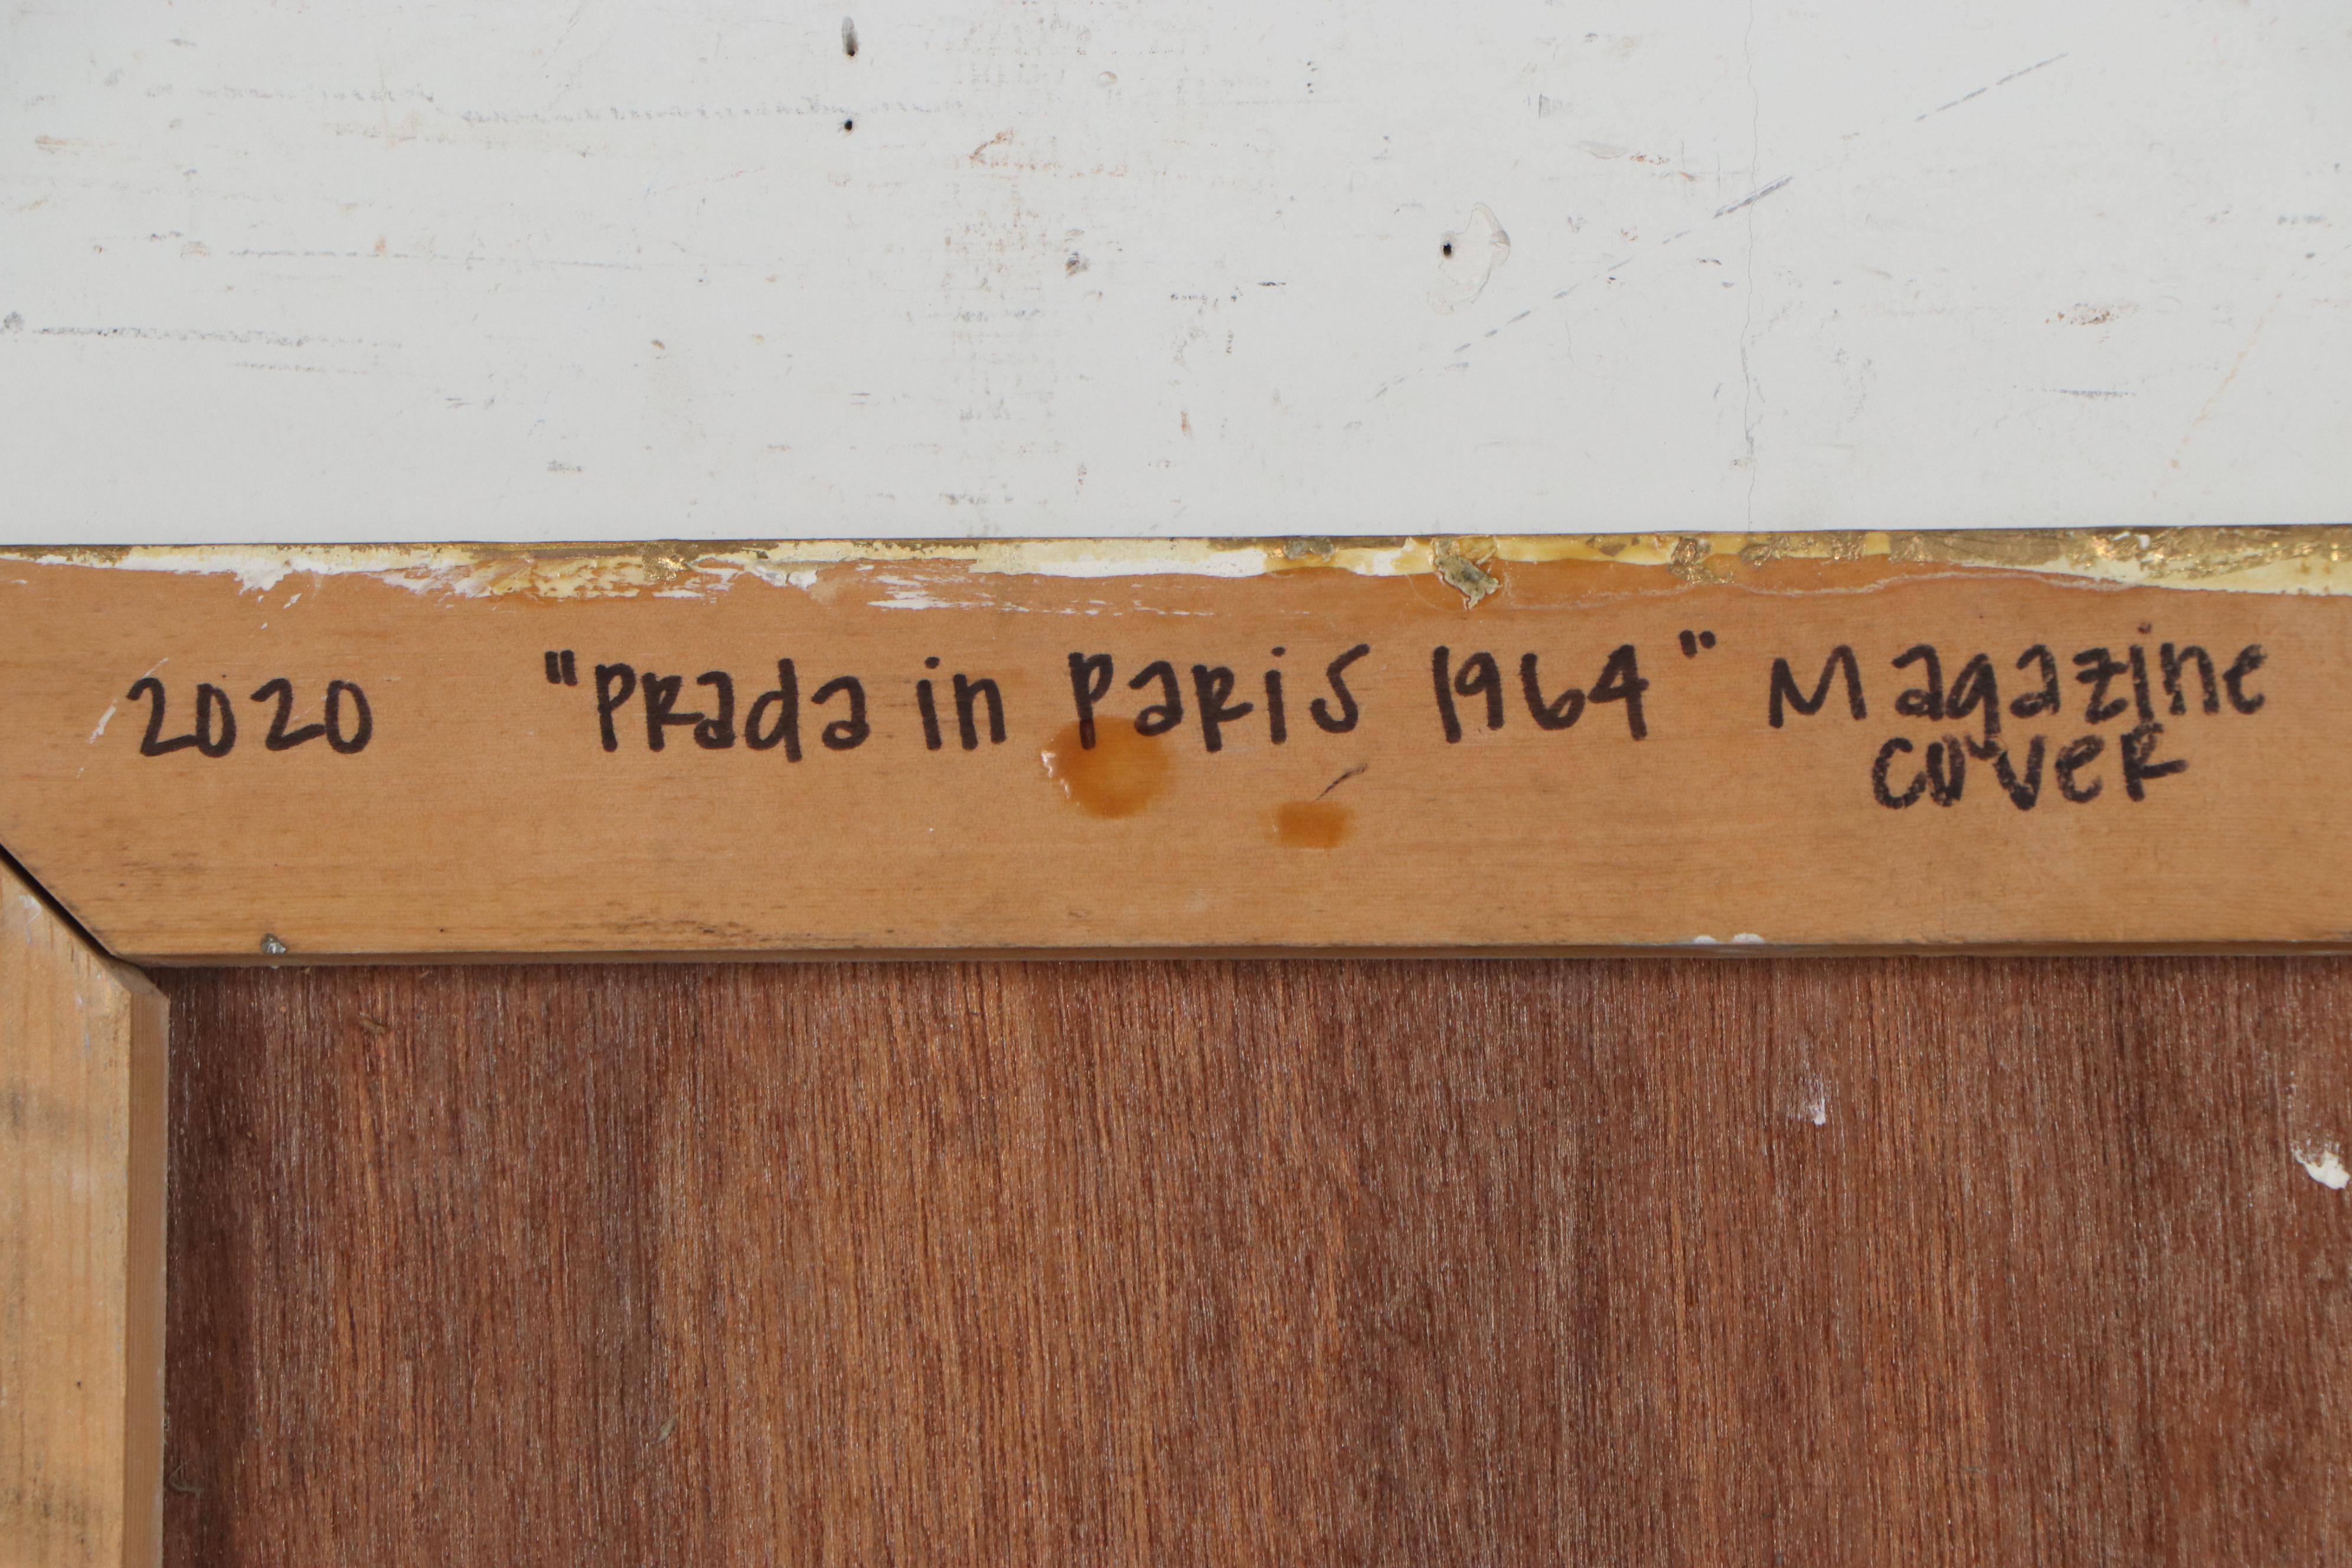 2020 "Prada in Paris 1964" Magazine
cover